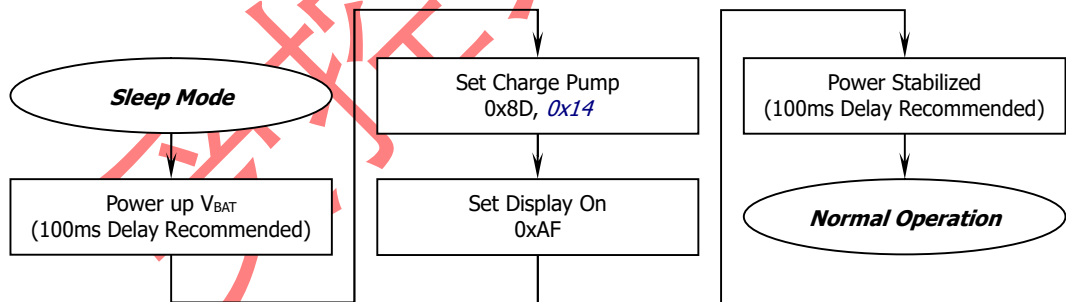 Sleep Mode
Power up VBAT
(100ms Delay Recommended)
Set Charge Pump
0x8D, 0x14
Set Display On
0xAF
Power Stabilized
(100ms Delay Recommended)
Normal Operation